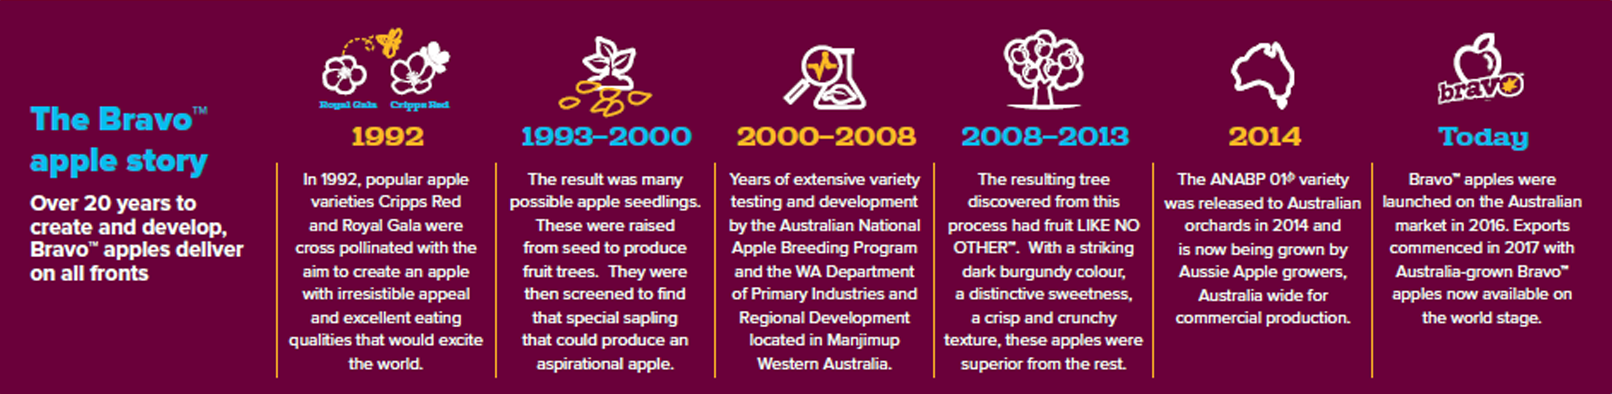 The Bravo™
apple story
Over 20 years to
create and develop,
Bravo™ apples deliver
on all fronts
Royal Gala Cripps Red
1992
In 1992, popular apple
varieties Cripps Red
and Royal Gala were
cross pollinated with the
aim to create an apple
with irresistible appeal
and excellent eating
qualities that would excite
the world.
1993–2000
The result was many
possible apple seedlings.
These were raised
from seed to produce
fruit trees. They were
then screened to find
that special sapling
that could produce an
aspirational apple.
2000–2008
Years of extensive variety
testing and development
by the Australian National
Apple Breeding Program
and the WA Department
of Primary Industries and
Regional Development
located in Manjimup
Western Australia.
2008–2013
The resulting tree
discovered from this
process had fruit LIKE NO
OTHER™. With a striking
dark burgundy colour,
a distinctive sweetness,
a crisp and crunchy
texture, these apples were
superior from the rest.
2014
The ANABP 01⌀ variety
was released to Australian
orchards in 2014 and
is now being grown by
Aussie Apple growers,
Australia wide for
commercial production.
bravo™
Today
Bravo™ apples were
launched on the Australian
market in 2016. Exports
commenced in 2017 with
Australia-grown Bravo™
apples now available on
the world stage.